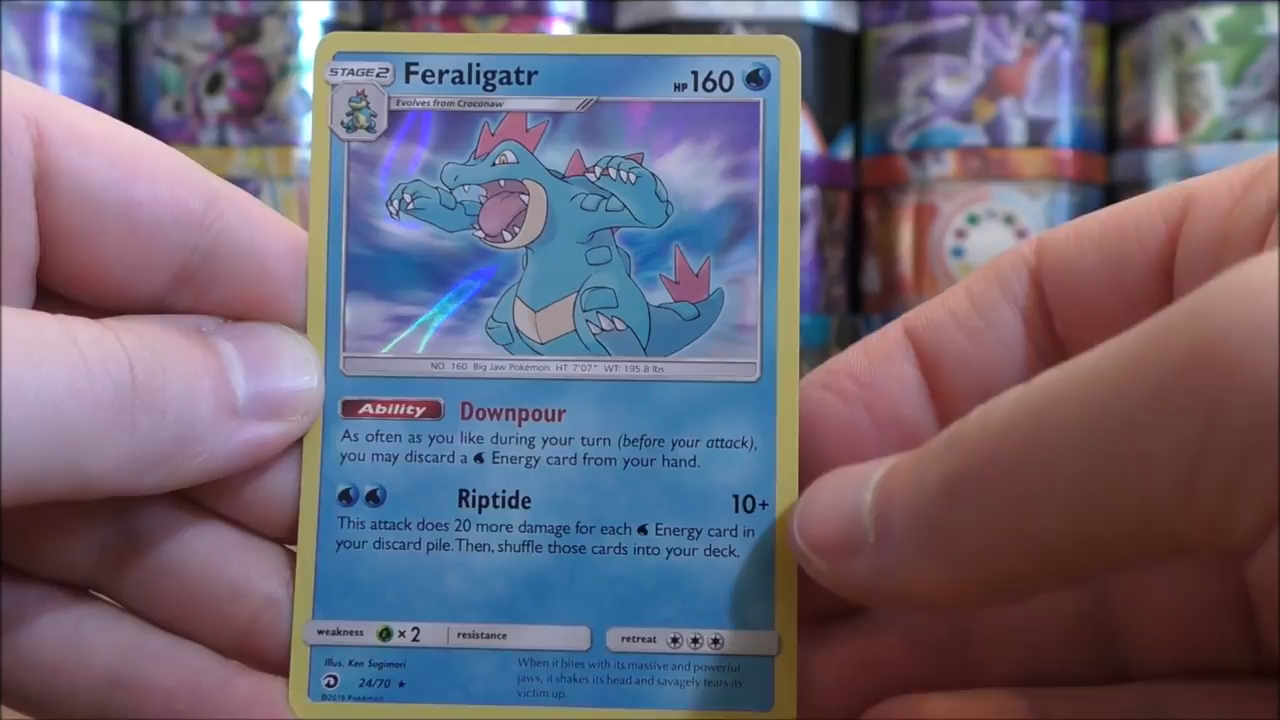 STAGE 2 Feraligatr HP 160
Evolves from Croconaw
NO. 160 Big Jaw Pokémon HT: 7'07" WT: 195.8 lbs
Ability Downpour
As often as you like during your turn (before your attack),
you may discard a Energy card from your hand.
Riptide 10+
This attack does 20 more damage for each Energy card in
your discard pile. Then, shuffle those cards into your deck.
weakness × 2 resistance retreat
Illus. Ken Sugimori
24/70 ★
©2018 Pokémon
When it bites with its massive and powerful
jaws, it shakes its head and savagely tears its
victim up.